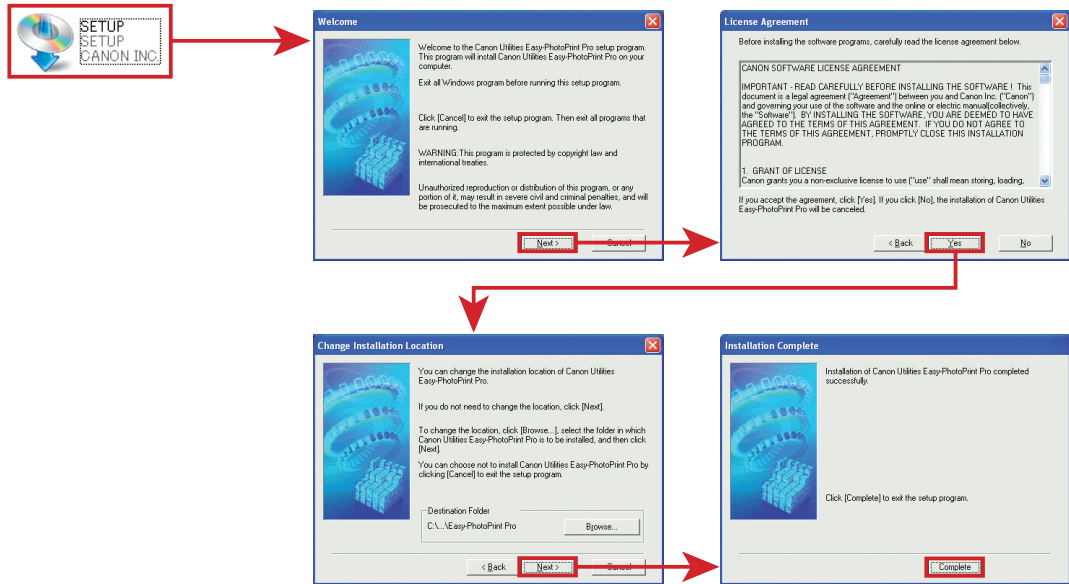 SETUP
SETUP
CANON INC.
Welcome
Welcome to the Canon Utilities Easy-PhotoPrint Pro setup program.
This program will install Canon Utilities Easy-PhotoPrint Pro on your
computer.
Exit all Windows program before running this setup program.
Click [Cancel] to exit the setup program. Then exit all programs that
are running.
WARNING: This program is protected by copyright law and
international treaties.
Unauthorized reproduction or distribution of this program, or any
portion of it, may result in severe civil and criminal penalties, and will
be prosecuted to the maximum extent possible under law.
Next >
Cancel
License Agreement
Before installing the software programs, carefully read the license agreement below.
CANON SOFTWARE LICENSE AGREEMENT
IMPORTANT - READ CAREFULLY BEFORE INSTALLING THE SOFTWARE ! This
document is a legal agreement ("Agreement") between you and Canon Inc. ("Canon")
and governing your use of the software and the online or electric manual(collectively,
the "Software"). BY INSTALLING THE SOFTWARE, YOU ARE DEEMED TO HAVE
AGREED TO THE TERMS OF THIS AGREEMENT. IF YOU DO NOT AGREE TO
THE TERMS OF THIS AGREEMENT, PROMPTLY CLOSE THIS INSTALLATION
PROGRAM.
1. GRANT OF LICENSE
Canon grants you a non-exclusive license to use ("use" shall mean storing, loading,
If you accept the agreement, click [Yes]. If you click [No], the installation of Canon Utilities
Easy-PhotoPrint Pro will be canceled.
< Back
Yes
No
Change Installation Location
You can change the installation location of Canon Utilities
Easy-PhotoPrint Pro.
If you do not need to change the location, click [Next].
To change the location, click [Browse...], select the folder in which
Canon Utilities Easy-PhotoPrint Pro is to be installed, and then click
[Next].
You can choose not to install Canon Utilities Easy-PhotoPrint Pro by
clicking [Cancel] to exit the setup program.
Destination Folder
C:\...\Easy-PhotoPrint Pro
Browse...
< Back
Next >
Cancel
Installation Complete
Installation of Canon Utilities Easy-PhotoPrint Pro completed
successfully.
Click [Complete] to exit the setup program.
Complete